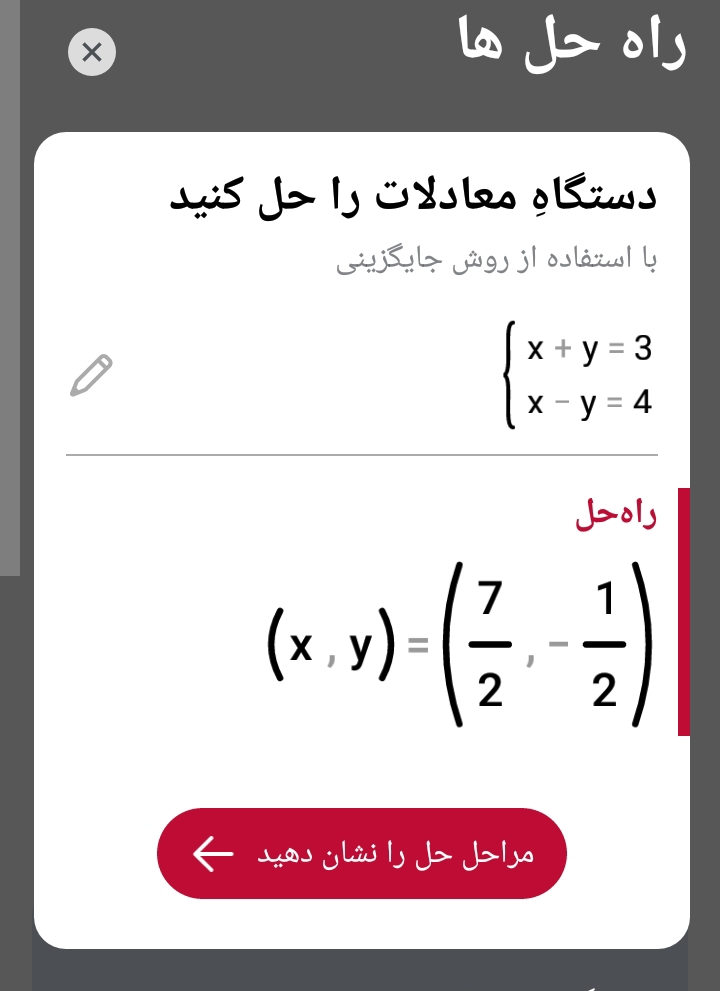 راه حل ها
دستگاهِ معادلات را حل کنید
با استفاده از روش جایگزینی
x + y = 3
x - y = 4
راه‌حل
(x , y) = (7/2 , - 1/2)
مراحل حل را نشان دهید